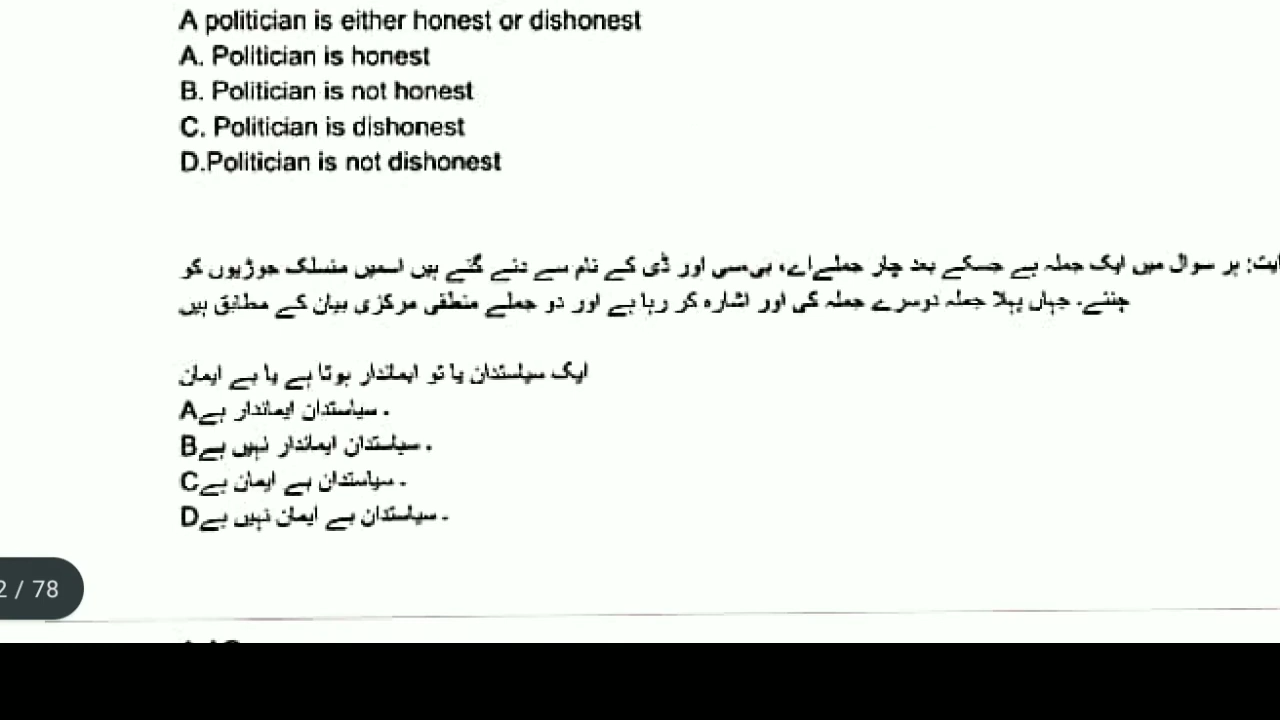 A politician is either honest or dishonest
A. Politician is honest
B. Politician is not honest
C. Politician is dishonest
D.Politician is not dishonest
ایت: ہر سوال میں ایک جملہ ہے جسکے بعد چار جملےاے، بی،سی اور ڈی کے نام سے دئے گئے ہیں اسمیں منسلک جوڑیوں کو
چنئے۔ جہاں پہلا جملہ دوسرے جملہ کی اور اشارہ کر رہا ہے اور دو جملے منطقی مرکزی بیان کے مطابق ہیں
ایک سیاستدان یا تو ایماندار ہوتا ہے یا بے ایمان
A. سیاستدان ایماندار ہے
B. سیاستدان ایماندار نہیں ہے
C. سیاستدان بے ایمان ہے
D. سیاستدان بے ایمان نہیں ہے
2 / 78